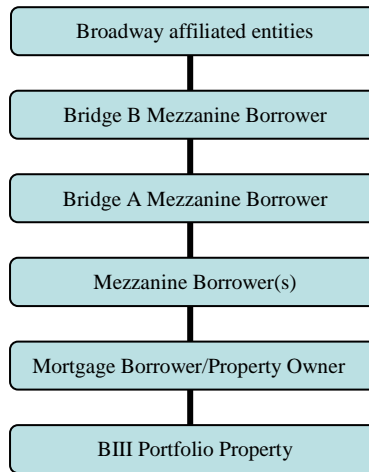 Broadway affiliated entities
Bridge B Mezzanine Borrower
Bridge A Mezzanine Borrower
Mezzanine Borrower(s)
Mortgage Borrower/Property Owner
BIII Portfolio Property